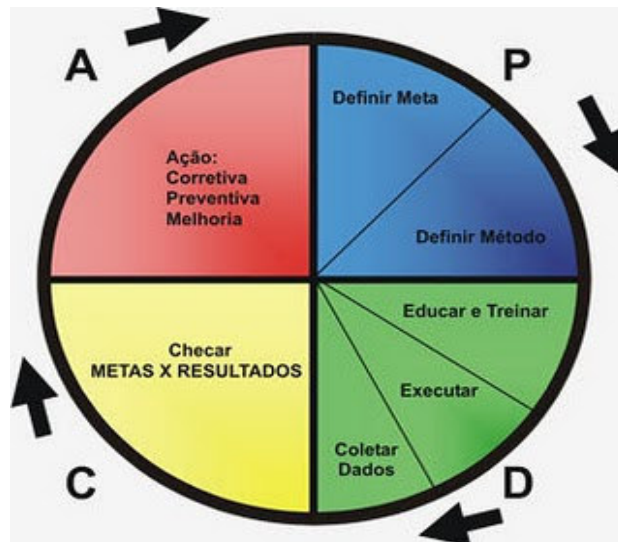 A
P
Definir Meta
Ação:
Corretiva
Preventiva
Melhoria
Definir Método
Educar e Treinar
Checar
METAS X RESULTADOS
Executar
Coletar
Dados
C
D